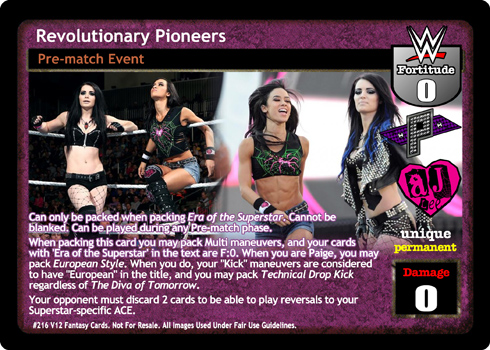 Revolutionary Pioneers
Pre-match Event
W
Fortitude
0
P
AJ
Lee
unique
permanent
Damage
0
Can only be packed when packing Era of the Superstar. Cannot be
blanked. Can be played during any Pre-match phase.
When packing this card you may pack Multi maneuvers, and your cards
with 'Era of the Superstar' in the text are F:0. When you are Paige, you may
pack European Style. When you do, your "Kick" maneuvers are considered
to have "European" in the title, and you may pack Technical Drop Kick
regardless of The Diva of Tomorrow.
Your opponent must discard 2 cards to be able to play reversals to your
Superstar-specific ACE.
#216 V12 Fantasy Cards. Not For Resale. All Images Used Under Fair Use Guidelines.